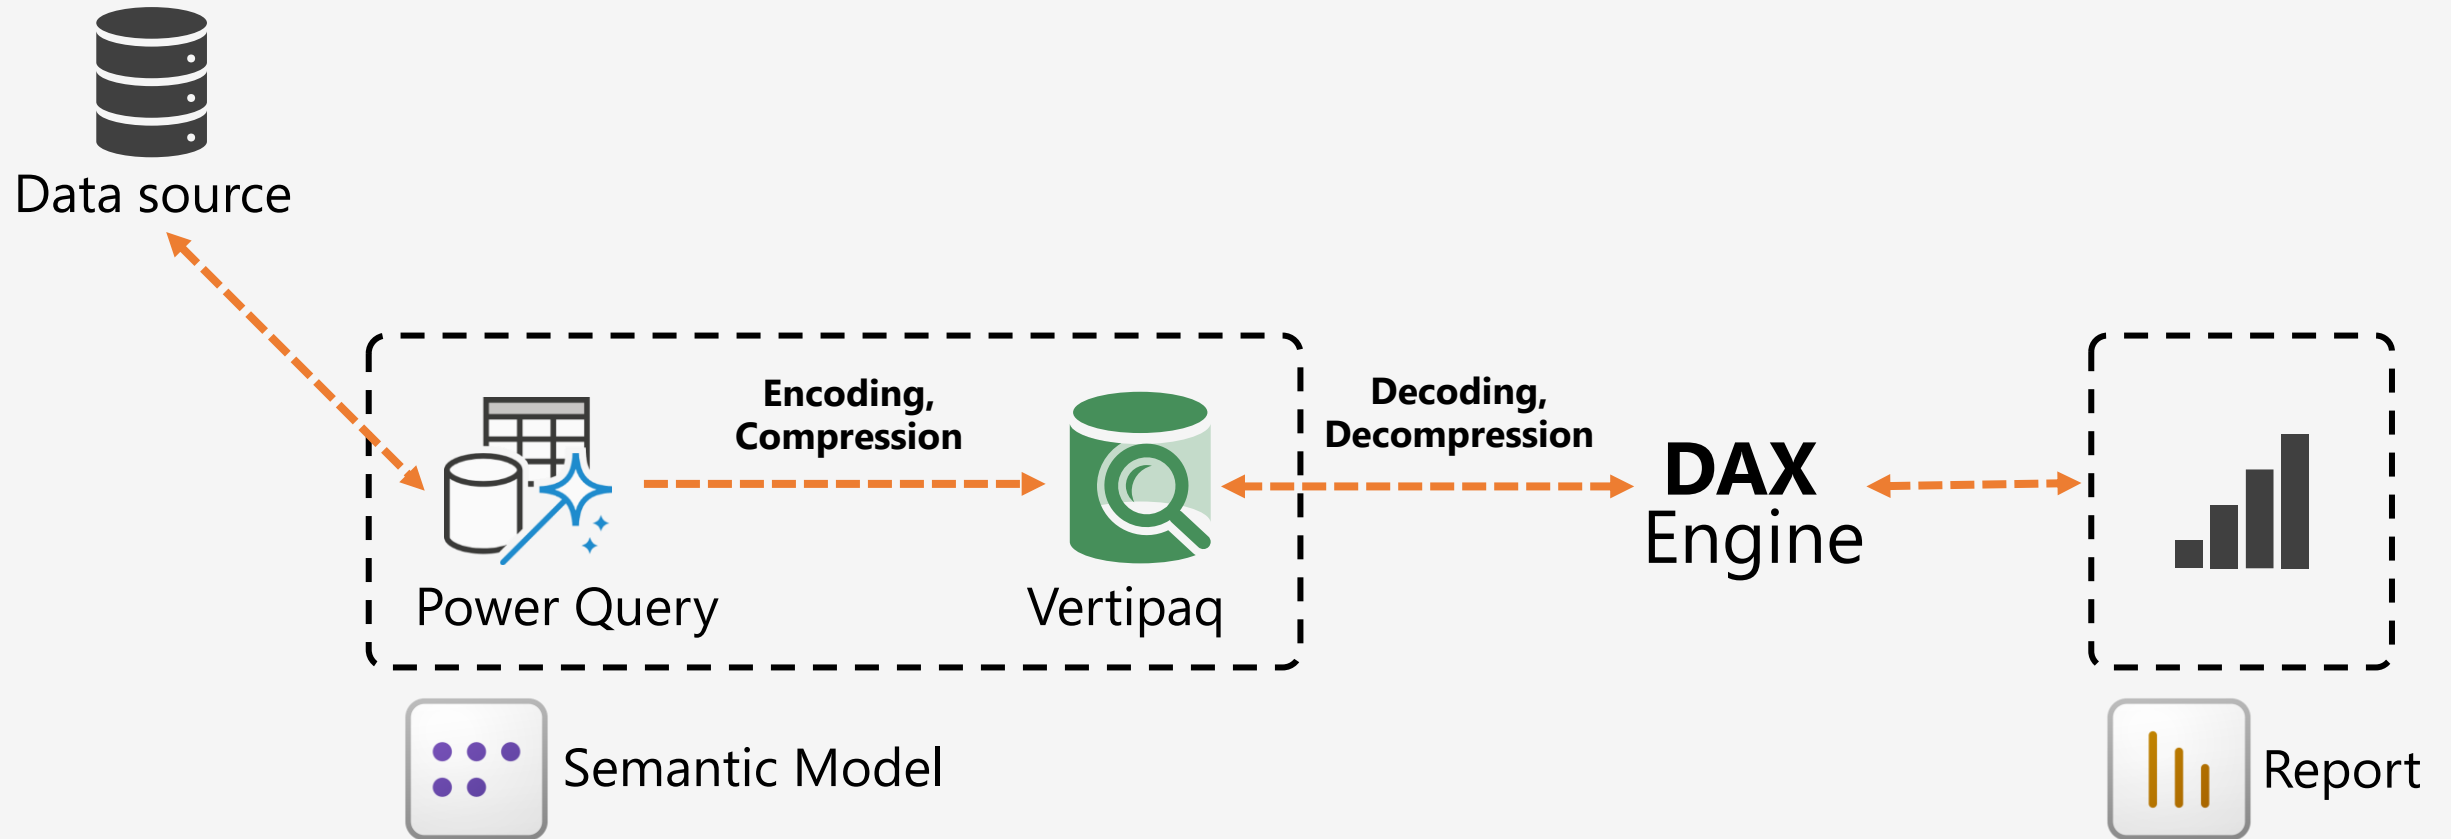 Data source
Encoding,
Compression
Decoding,
Decompression
DAX
Engine
Power Query
Vertipaq
Semantic Model
Report